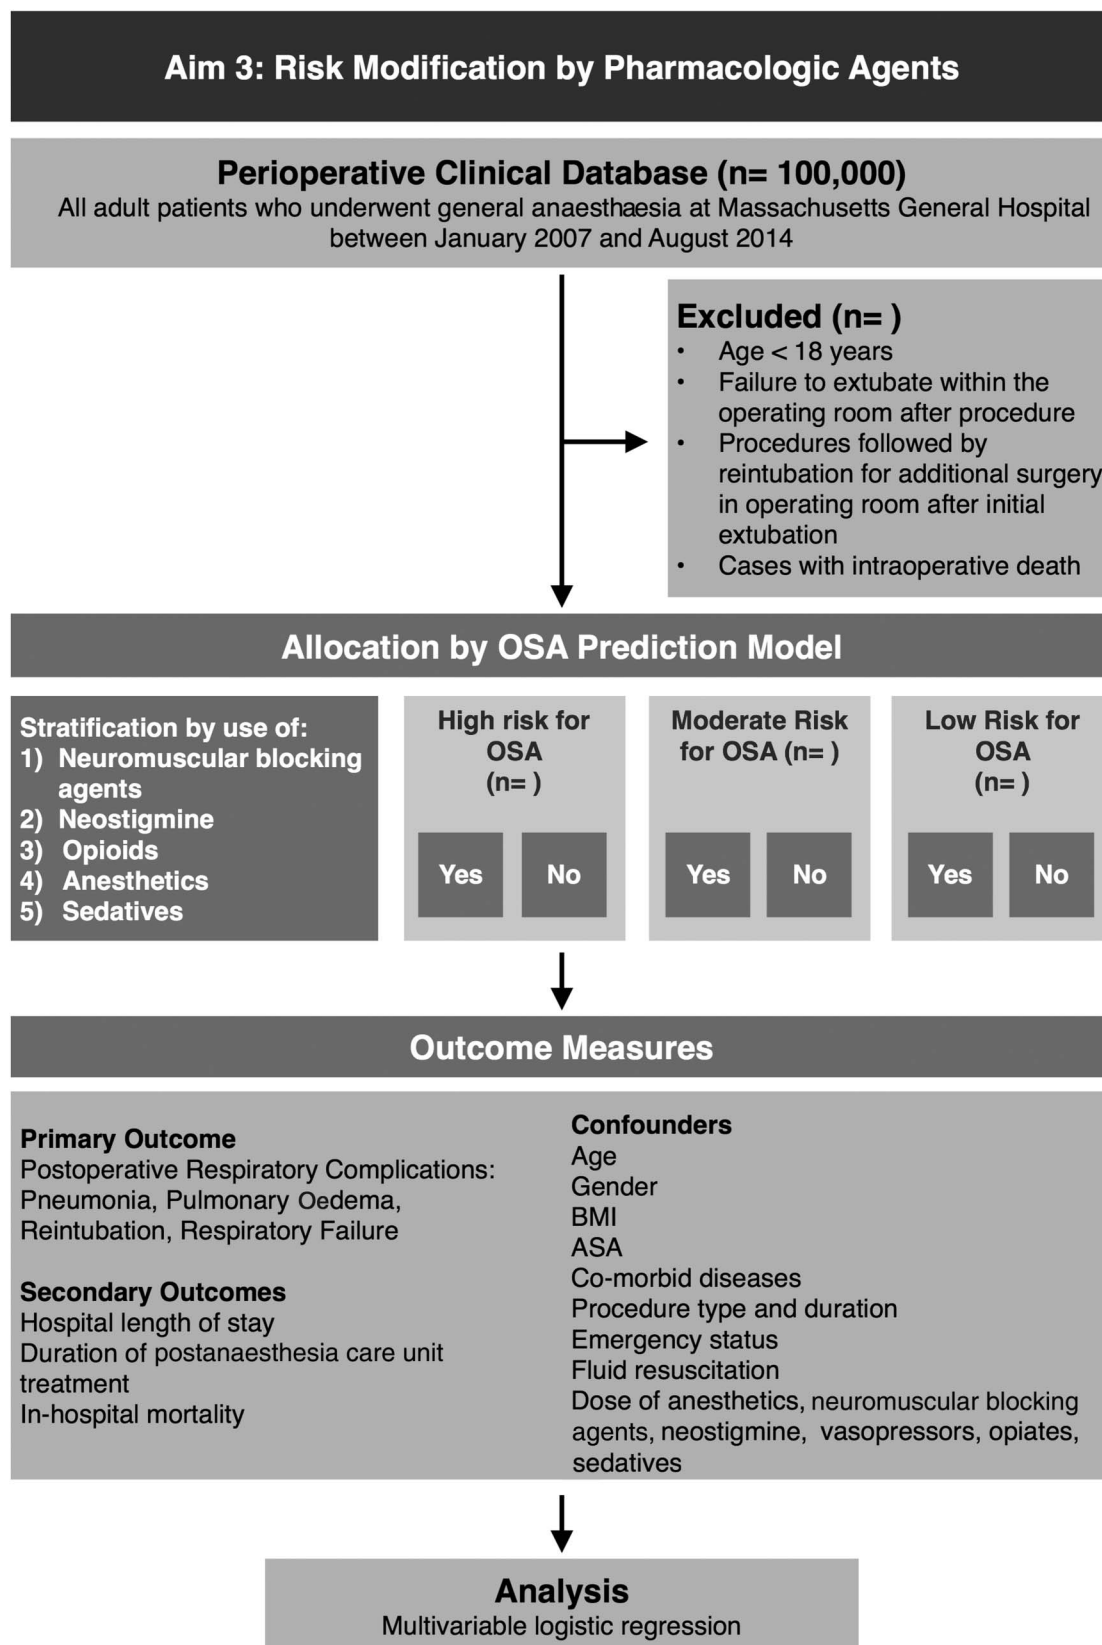 Aim 3: Risk Modification by Pharmacologic Agents
Perioperative Clinical Database (n= 100,000)
All adult patients who underwent general anaesthaesia at Massachusetts General Hospital
between January 2007 and August 2014
Excluded (n= )
• Age < 18 years
• Failure to extubate within the
operating room after procedure
• Procedures followed by
reintubation for additional surgery
in operating room after initial
extubation
• Cases with intraoperative death
Allocation by OSA Prediction Model
Stratification by use of:
1) Neuromuscular blocking
agents
2) Neostigmine
3) Opioids
4) Anesthetics
5) Sedatives
High risk for
OSA
(n= )
Yes No
Moderate Risk
for OSA (n= )
Yes No
Low Risk for
OSA
(n= )
Yes No
Outcome Measures
Primary Outcome
Postoperative Respiratory Complications:
Pneumonia, Pulmonary Oedema,
Reintubation, Respiratory Failure
Secondary Outcomes
Hospital length of stay
Duration of postanaesthesia care unit
treatment
In-hospital mortality
Confounders
Age
Gender
BMI
ASA
Co-morbid diseases
Procedure type and duration
Emergency status
Fluid resuscitation
Dose of anesthetics, neuromuscular blocking
agents, neostigmine, vasopressors, opiates,
sedatives
Analysis
Multivariable logistic regression